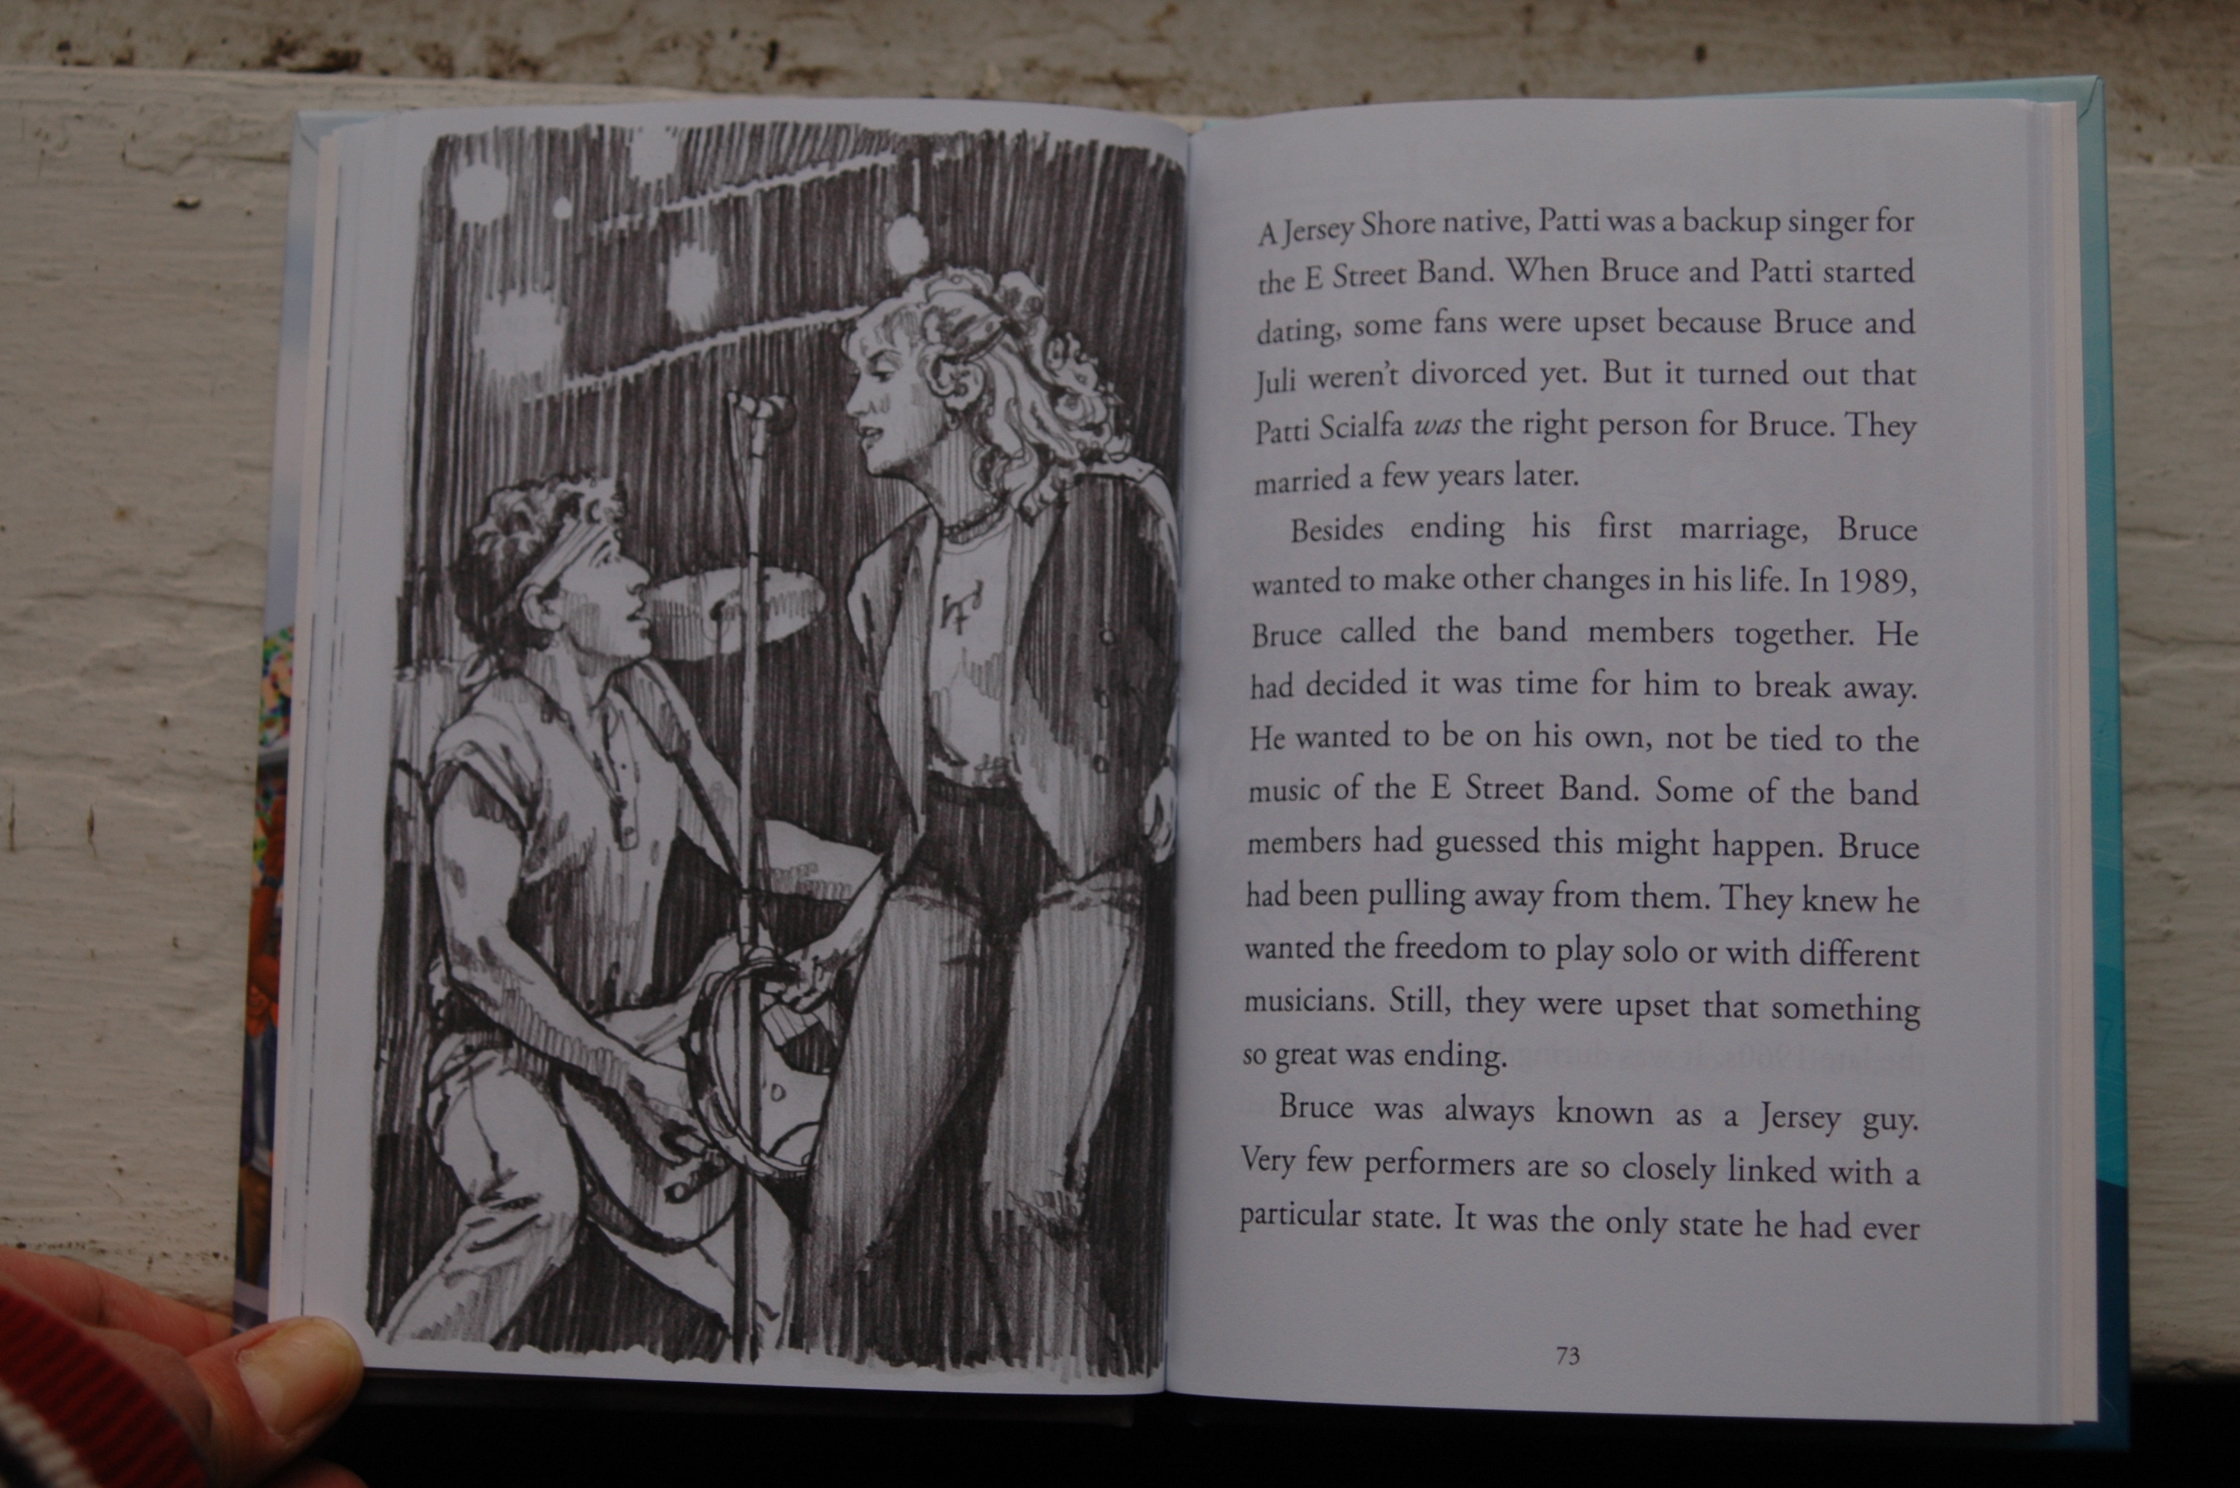 A Jersey Shore native, Patti was a backup singer for
the E Street Band. When Bruce and Patti started
dating, some fans were upset because Bruce and
Juli weren't divorced yet. But it turned out that
Patti Scialfa was the right person for Bruce. They
married a few years later.
Besides ending his first marriage, Bruce
wanted to make other changes in his life. In 1989,
Bruce called the band members together. He
had decided it was time for him to break away.
He wanted to be on his own, not be tied to the
music of the E Street Band. Some of the band
members had guessed this might happen. Bruce
had been pulling away from them. They knew he
wanted the freedom to play solo or with different
musicians. Still, they were upset that something
so great was ending.
Bruce was always known as a Jersey guy.
Very few performers are so closely linked with a
particular state. It was the only state he had ever
73